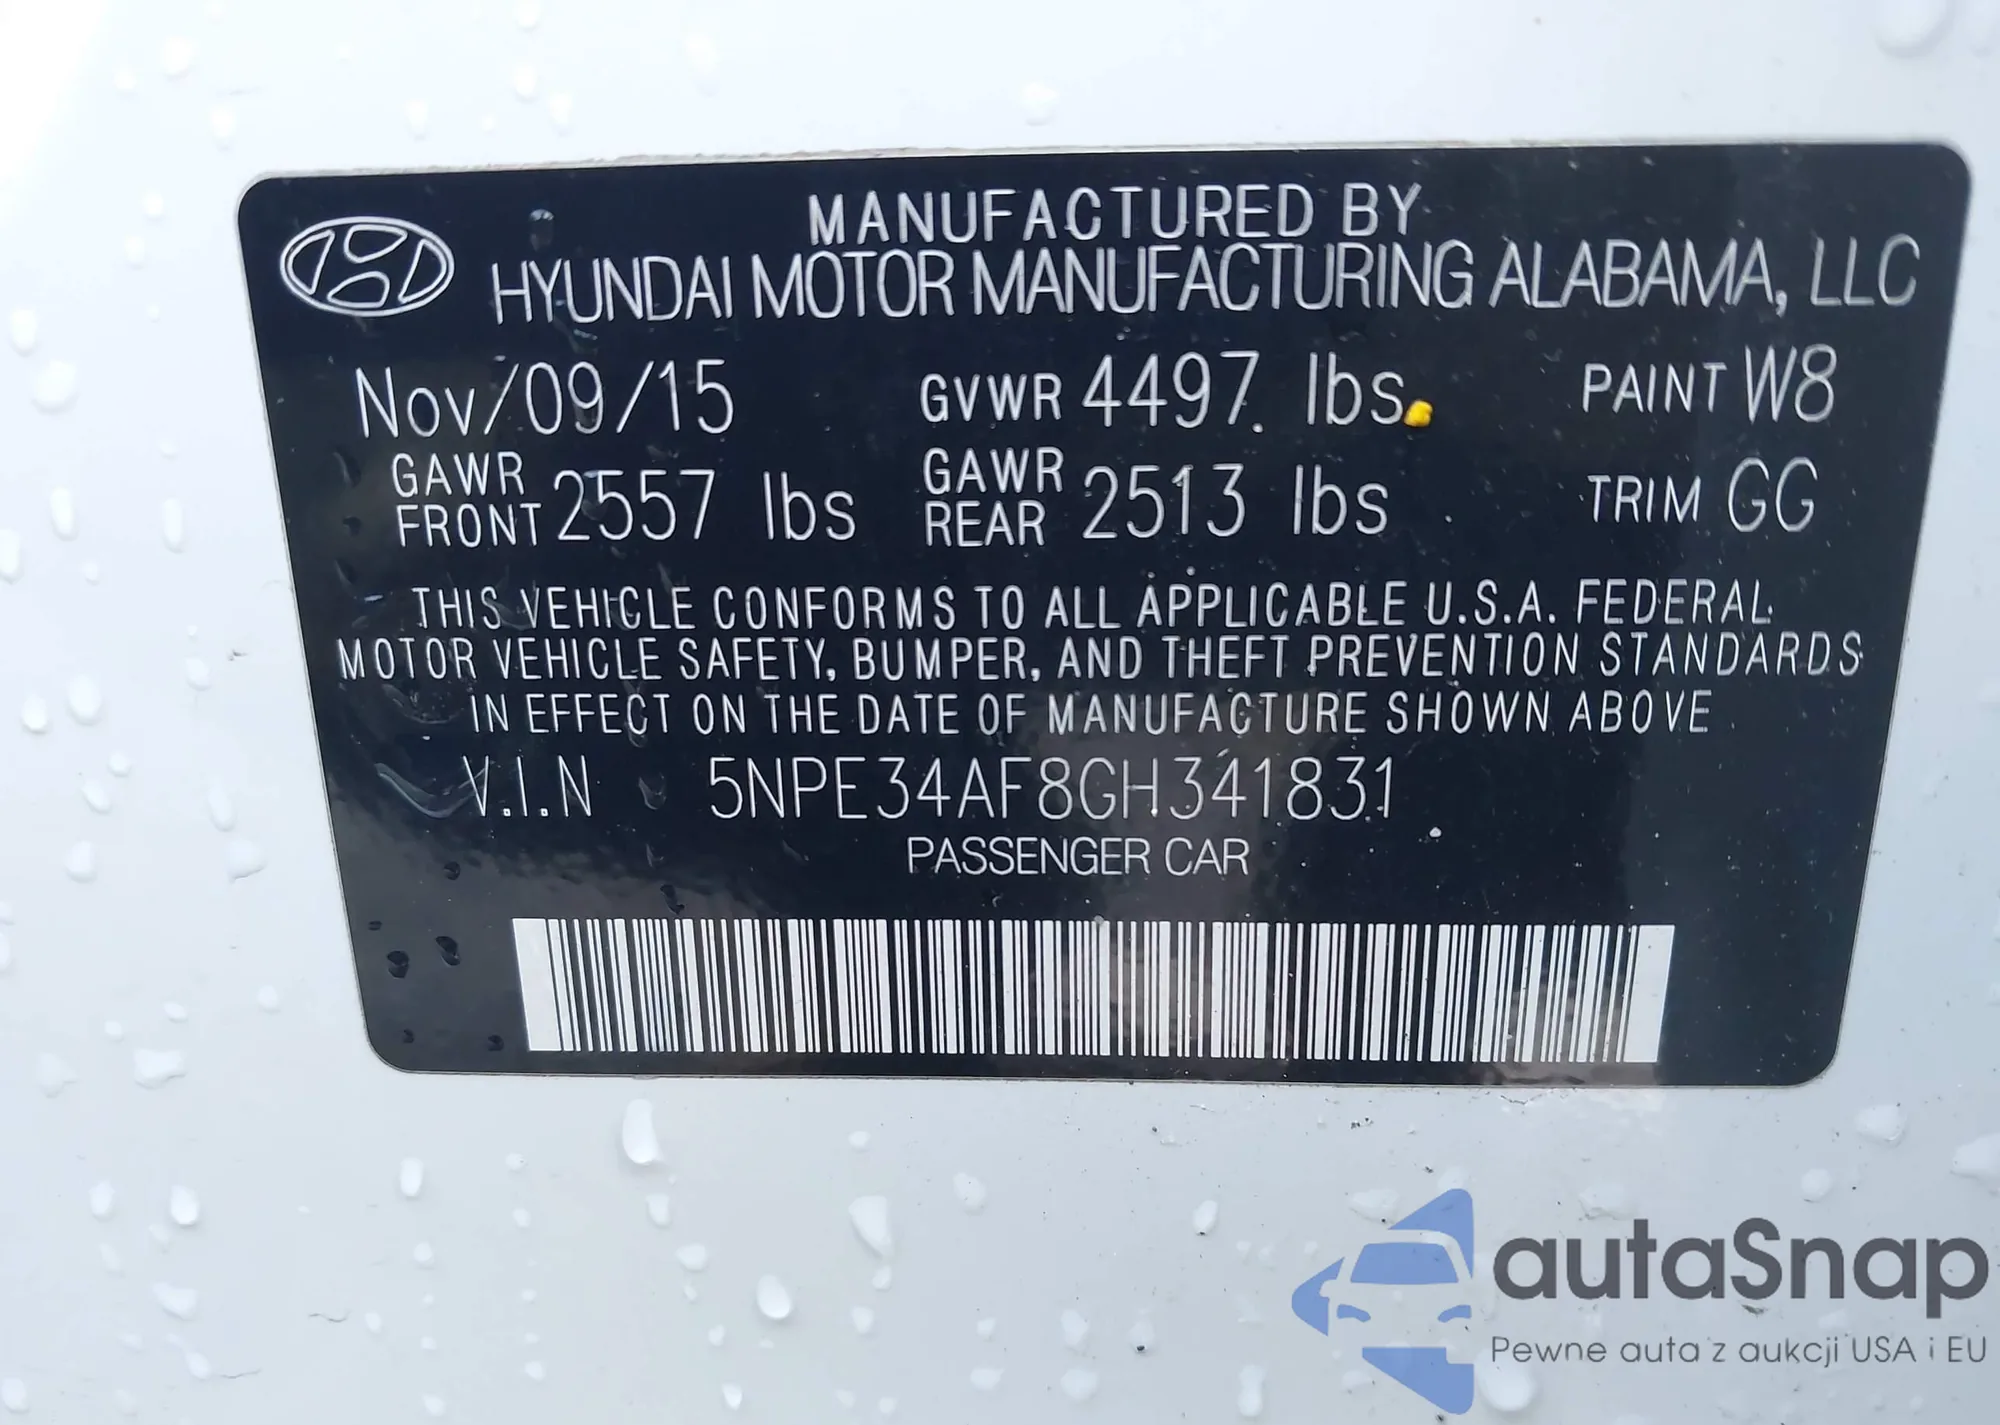 MANUFACTURED BY
HYUNDAI MOTOR MANUFACTURING ALABAMA, LLC
Nov/09/15 GVWR 4497 lbs PAINT W8
GAWR FRONT 2557 lbs GAWR REAR 2513 lbs TRIM GG
THIS VEHICLE CONFORMS TO ALL APPLICABLE U.S.A. FEDERAL
MOTOR VEHICLE SAFETY, BUMPER, AND THEFT PREVENTION STANDARDS
IN EFFECT ON THE DATE OF MANUFACTURE SHOWN ABOVE
V.I.N 5NPE34AF8GH341831
PASSENGER CAR
autaSnap
Pewne auta z aukcji USA i EU